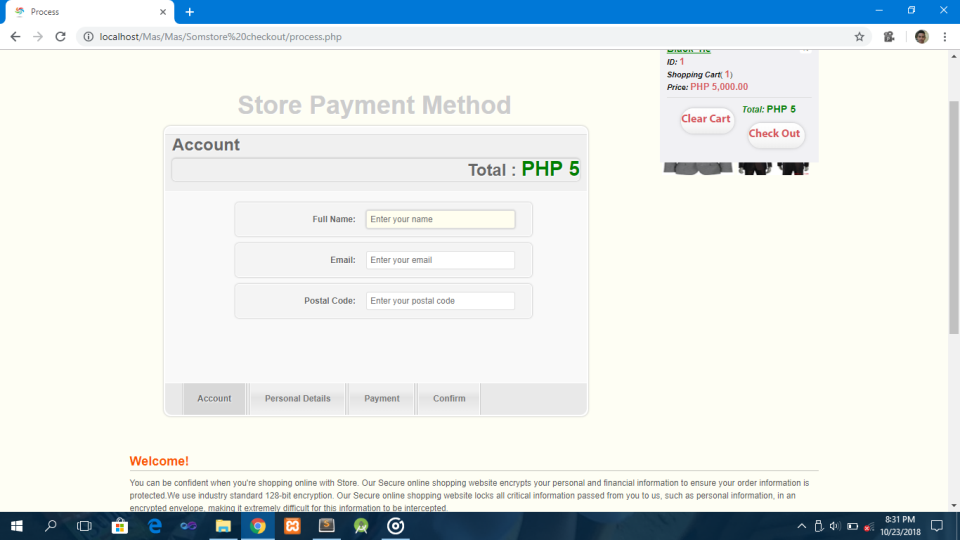 Process
localhost/Mas/Mas/Somstore%20checkout/process.php
Black Tie
ID: 1
Shopping Cart( 1)
Price: PHP 5,000.00
Total: PHP 5
Clear Cart
Check Out
Store Payment Method
Account
Total : PHP 5
Full Name: Enter your name
Email: Enter your email
Postal Code: Enter your postal code
Account Personal Details Payment Confirm
Welcome!
You can be confident when you're shopping online with Store. Our Secure online shopping website encrypts your personal and financial information to ensure your order information is
protected.We use industry standard 128-bit encryption. Our Secure online shopping website locks all critical information passed from you to us, such as personal information, in an
encrypted envelope, making it extremely difficult for this information to be intercepted.
8:31 PM
10/23/2018